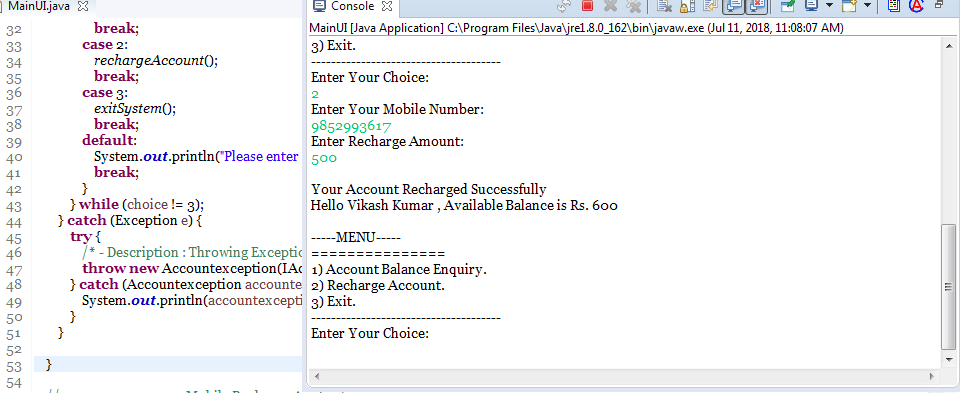 MainUI.java
32 break;
33 case 2:
34 rechargeAccount();
35 break;
36 case 3:
37 exitSystem();
38 break;
39 default:
40 System.out.println("Please enter
41 break;
42 }
43 } while (choice != 3);
44 } catch (Exception e) {
45 try {
46 /* - Description : Throwing Exceptio
47 throw new Accountexception(IAc
48 } catch (Accountexception accounte
49 System.out.println(accountexceptio
50 }
51 }
52
53 }
54
Console
MainUI [Java Application] C:\Program Files\Java\jre1.8.0_162\bin\javaw.exe (Jul 11, 2018, 11:08:07 AM)
3) Exit.
--------------------------------------
Enter Your Choice:
2
Enter Your Mobile Number:
9852993617
Enter Recharge Amount:
500
Your Account Recharged Successfully
Hello Vikash Kumar , Available Balance is Rs. 600
-----MENU-----
===============
1) Account Balance Enquiry.
2) Recharge Account.
3) Exit.
--------------------------------------
Enter Your Choice: